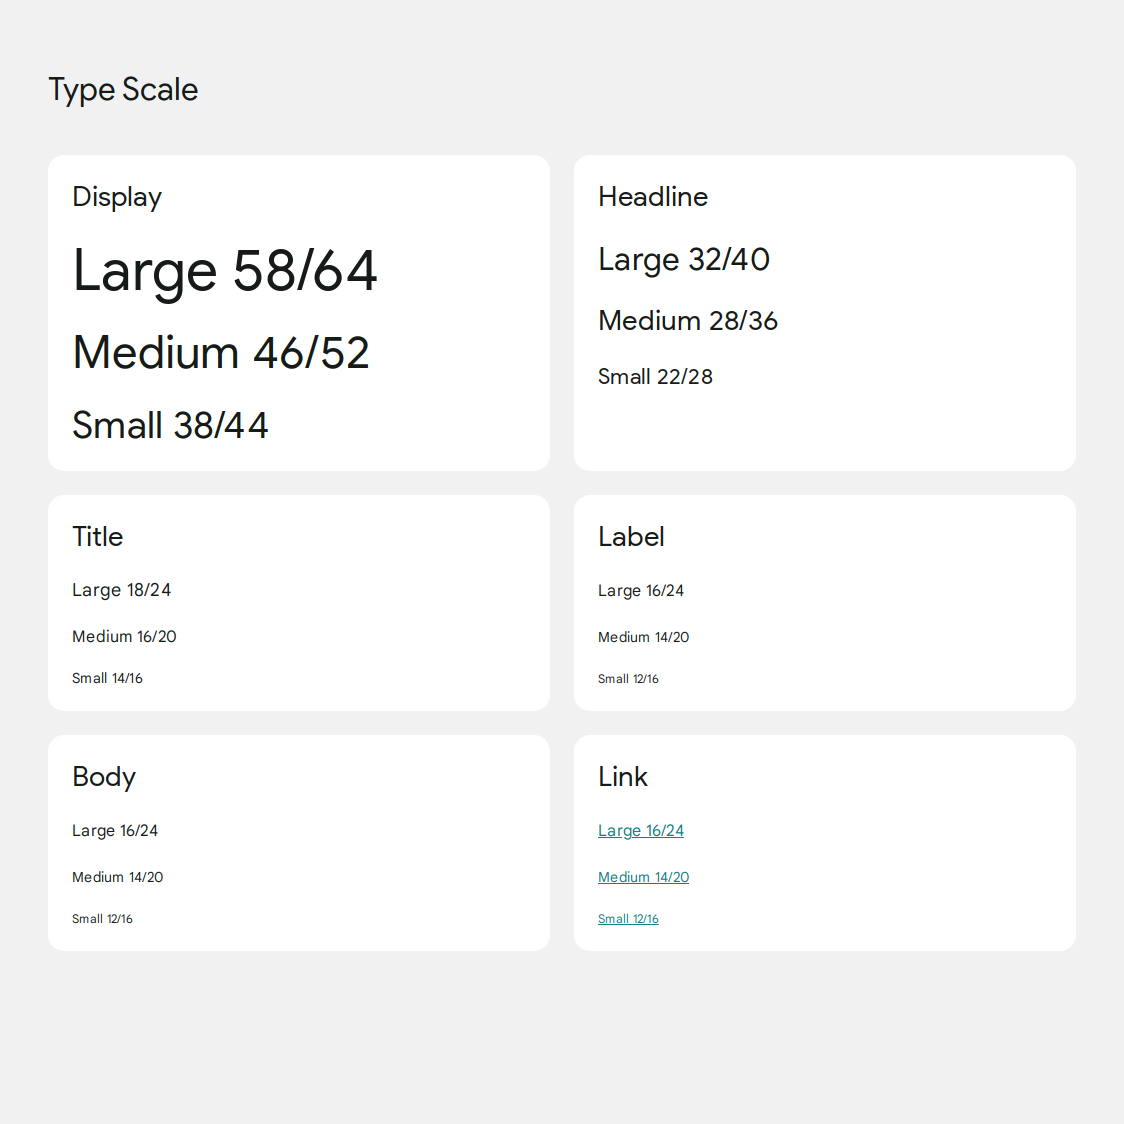 Type Scale
Display
Large 58/64
Medium 46/52
Small 38/44
Headline
Large 32/40
Medium 28/36
Small 22/28
Title
Large 18/24
Medium 16/20
Small 14/16
Label
Large 16/24
Medium 14/20
Small 12/16
Body
Large 16/24
Medium 14/20
Small 12/16
Link
Large 16/24
Medium 14/20
Small 12/16